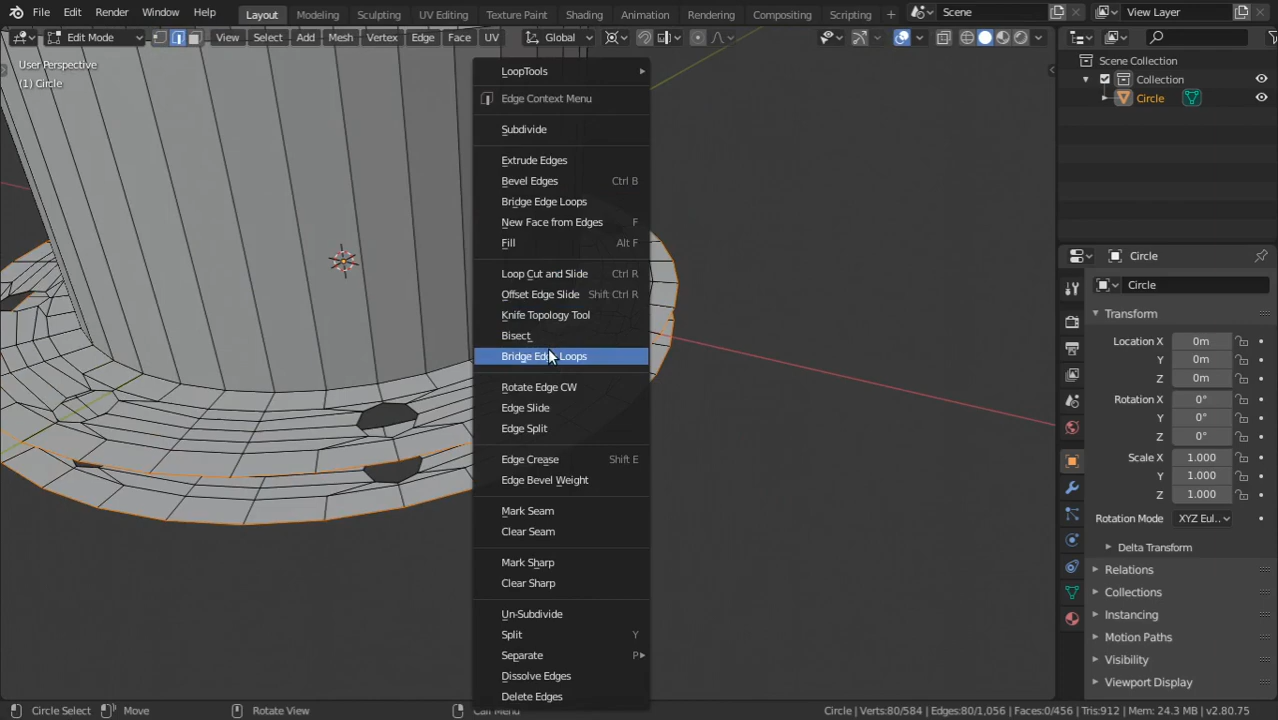 File Edit Render Window Help Layout Modeling Sculpting UV Editing Texture Paint Shading Animation Rendering Compositing Scripting + Scene View Layer
Edit Mode View Select Add Mesh Vertex Edge Face UV Global
User Perspective
(1) Circle
LoopTools
Edge Context Menu
Subdivide
Extrude Edges
Bevel Edges Ctrl B
Bridge Edge Loops
New Face from Edges F
Fill Alt F
Loop Cut and Slide Ctrl R
Offset Edge Slide Shift Ctrl R
Knife Topology Tool
Bisect
Bridge Edge Loops
Rotate Edge CW
Edge Slide
Edge Split
Edge Crease Shift E
Edge Bevel Weight
Mark Seam
Clear Seam
Mark Sharp
Clear Sharp
Un-Subdivide
Split Y
Separate P
Dissolve Edges
Delete Edges
Scene Collection
Collection
Circle
Circle
Circle
Transform
Location X 0m
Y 0m
Z 0m
Rotation X 0°
Y 0°
Z 0°
Scale X 1.000
Y 1.000
Z 1.000
Rotation Mode XYZ Eul..
Delta Transform
Relations
Collections
Instancing
Motion Paths
Visibility
Viewport Display
Circle Select Move Rotate View Call Menu Circle | Verts:80/584 | Edges:80/1,056 | Faces:0/456 | Tris:912 | Mem: 24.3 MB | v2.80.75